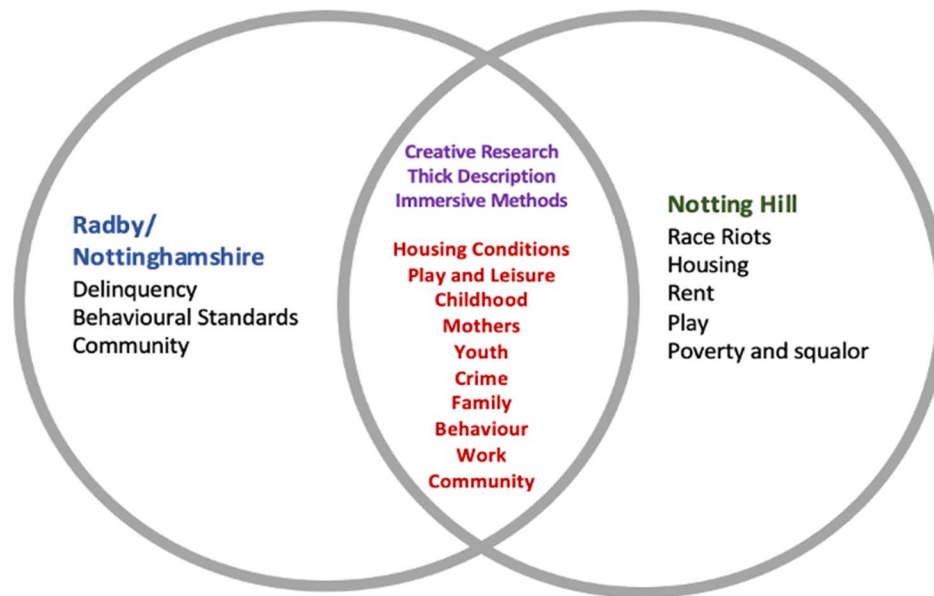 Radby/
Nottinghamshire
Delinquency
Behavioural Standards
Community
Creative Research
Thick Description
Immersive Methods
Housing Conditions
Play and Leisure
Childhood
Mothers
Youth
Crime
Family
Behaviour
Work
Community
Notting Hill
Race Riots
Housing
Rent
Play
Poverty and squalor